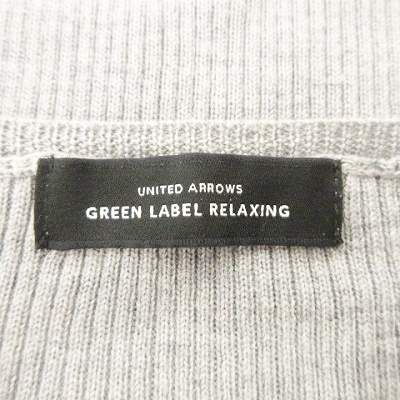 UNITED ARROWS
GREEN LABEL RELAXING